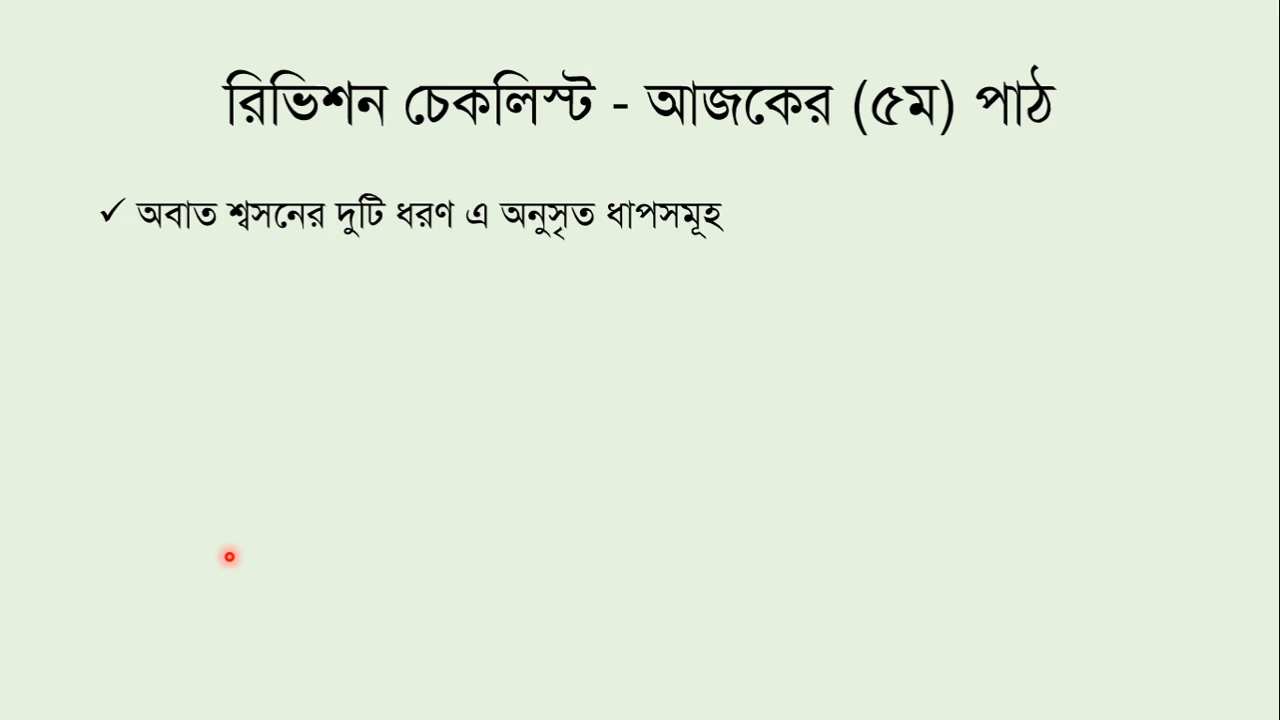 রিভিশন চেকলিস্ট - আজকের (৫ম) পাঠ
✓ অবাত শ্বসনের দুটি ধরণ এ অনুসৃত ধাপসমূহ